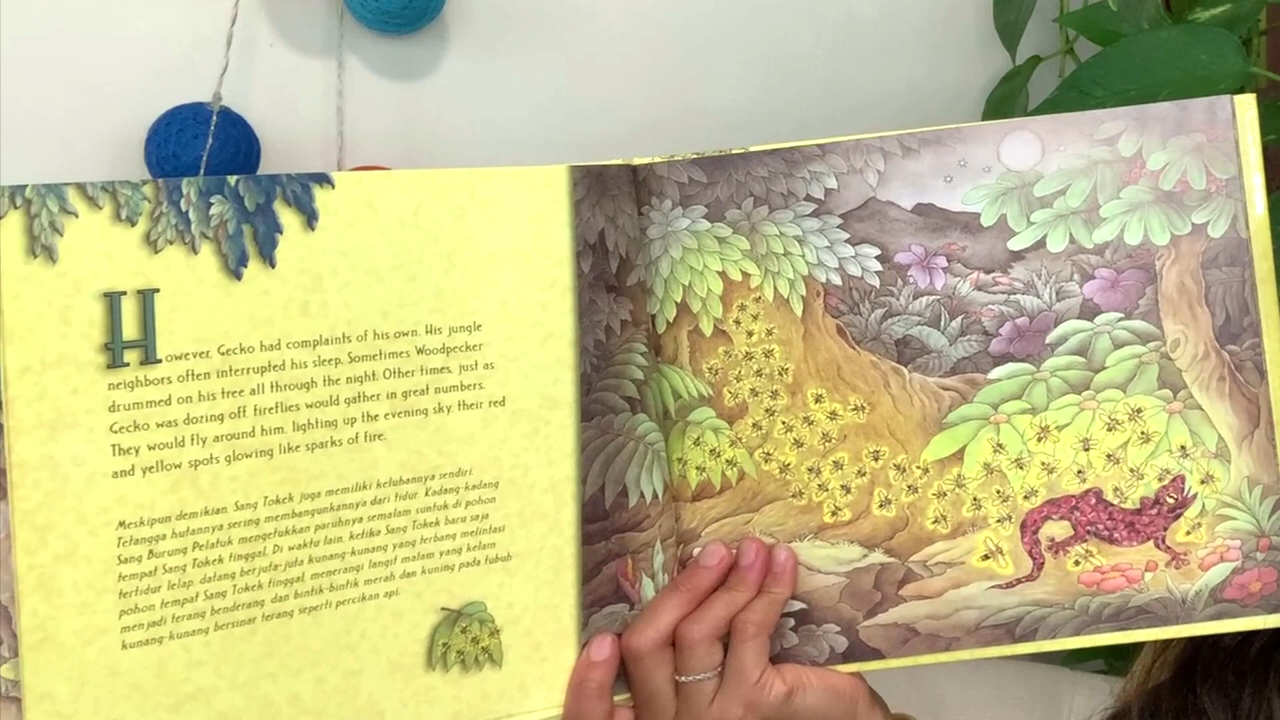 However, Gecko had complaints of his own. His jungle
neighbors often interrupted his sleep. Sometimes, Woodpecker
drummed on his tree all through the night. Other times, just as
Gecko was dozing off, fireflies would gather in great numbers.
They would fly around him, lighting up the evening sky, their red
and yellow spots glowing like sparks of fire.
Meskipun demikian, Sang Tokek juga memiliki keluhannya sendiri.
Tetangga hutannya sering membangunkannya dari tidur. Kadang-kadang
Sang Burung Pelatuk mengetukkan paruhnya semalam suntuk di pohon
tempat Sang Tokek tinggal. Di waktu lain, ketika Sang Tokek baru saja
tertidur lelap, datang berjuta-juta kunang-kunang yang terbang melintasi
pohon tempat Sang Tokek tinggal, menerangi langit malam yang kelam
menjadi terang benderang, dan bintik-bintik merah dan kuning pada tubuh
kunang-kunang bersinar terang seperti percikan api.